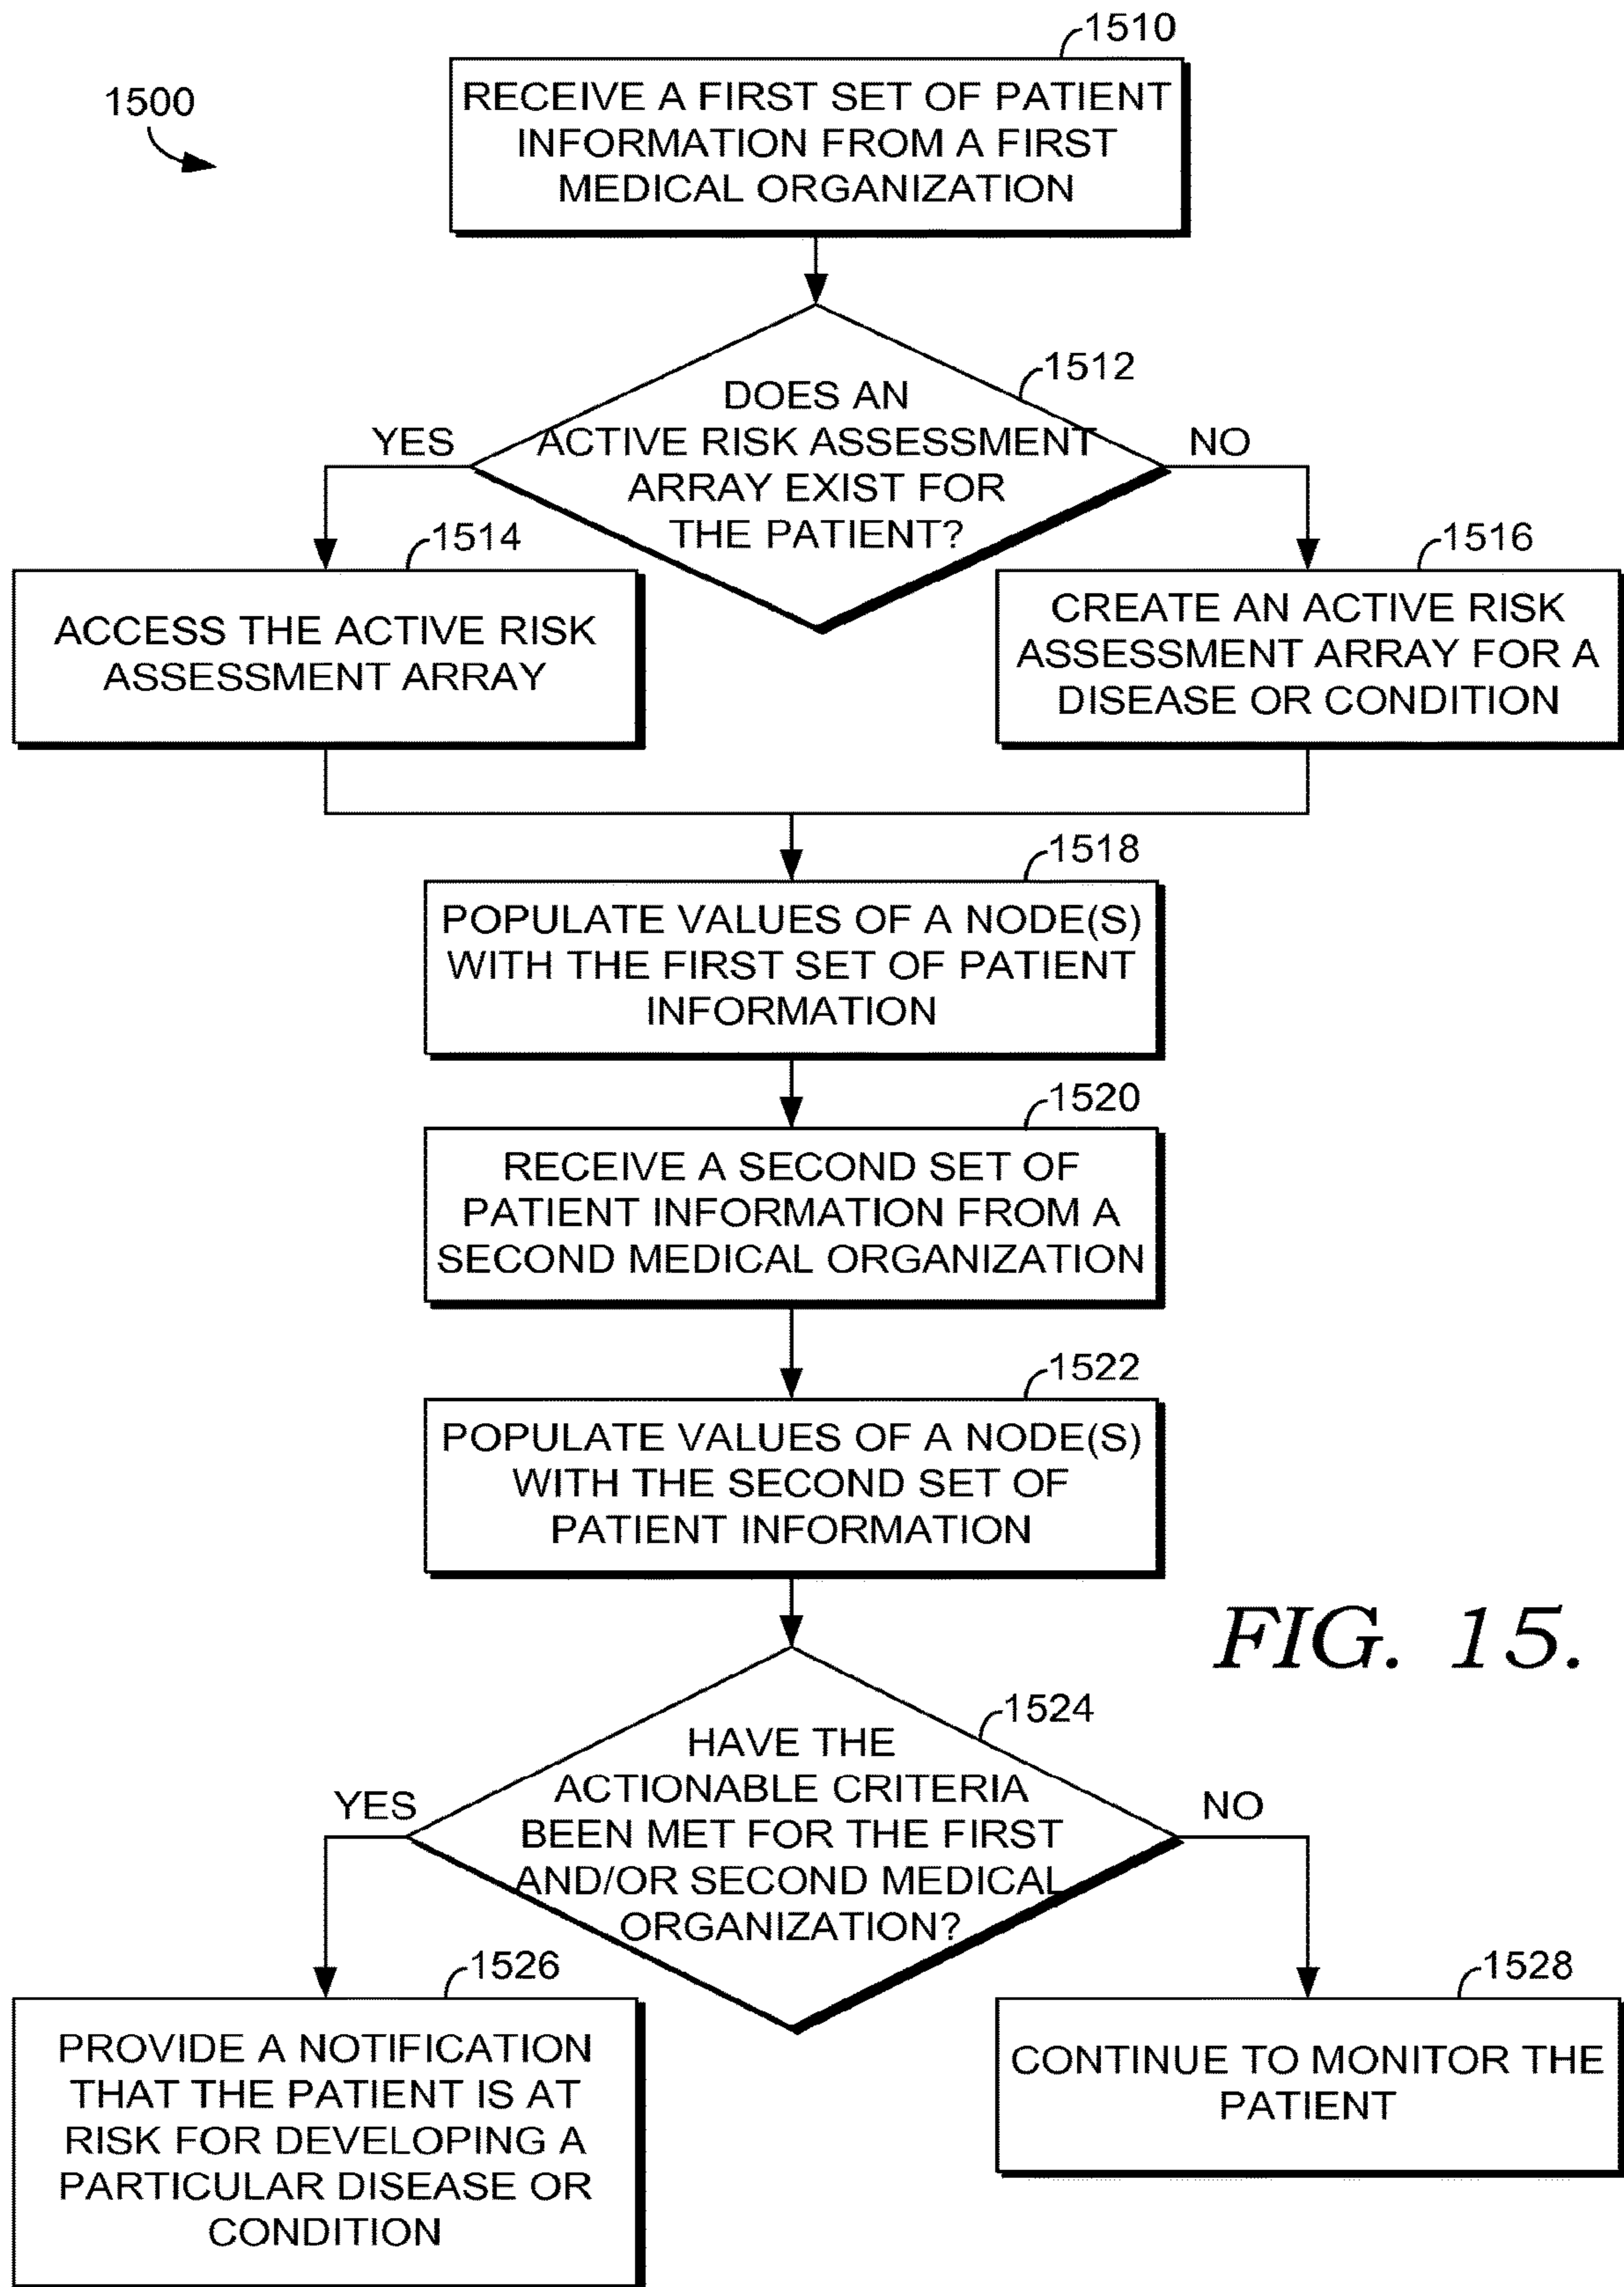 1510
1500
RECEIVE A FIRST SET OF PATIENT
INFORMATION FROM A FIRST
MEDICAL ORGANIZATION
1512
DOES AN
ACTIVE RISK ASSESSMENT
ARRAY EXIST FOR
THE PATIENT?
YES
NO
1514
ACCESS THE ACTIVE RISK
ASSESSMENT ARRAY
1516
CREATE AN ACTIVE RISK
ASSESSMENT ARRAY FOR A
DISEASE OR CONDITION
1518
POPULATE VALUES OF A NODE(S)
WITH THE FIRST SET OF PATIENT
INFORMATION
1520
RECEIVE A SECOND SET OF
PATIENT INFORMATION FROM A
SECOND MEDICAL ORGANIZATION
1522
POPULATE VALUES OF A NODE(S)
WITH THE SECOND SET OF
PATIENT INFORMATION
FIG. 15.
1524
HAVE THE
ACTIONABLE CRITERIA
BEEN MET FOR THE FIRST
AND/OR SECOND MEDICAL
ORGANIZATION?
YES
NO
1526
PROVIDE A NOTIFICATION
THAT THE PATIENT IS AT
RISK FOR DEVELOPING A
PARTICULAR DISEASE OR
CONDITION
1528
CONTINUE TO MONITOR THE
PATIENT